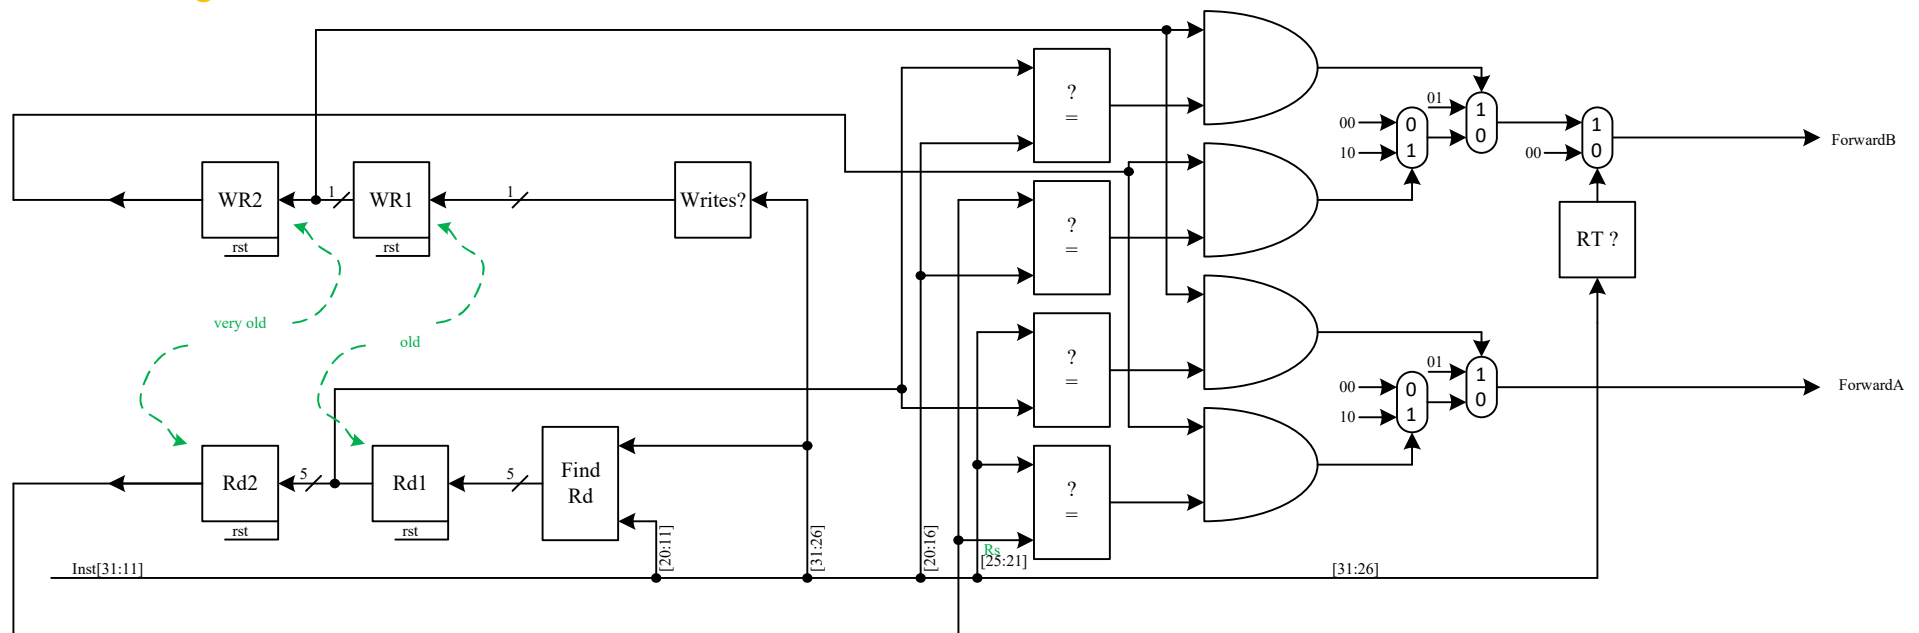 ?
=
01
1
0
00
10
0
1
1
0
00
ForwardB
WR2
1
WR1
1
Writes?
rst
rst
?
=
RT ?
very old
old
?
=
01
1
0
00
10
0
1
ForwardA
Rd2
5
Rd1
5
Find
Rd
rst
rst
?
=
[20:11]
[31:26]
[20:16]
Rs
[25:21]
Inst[31:11]
[31:26]